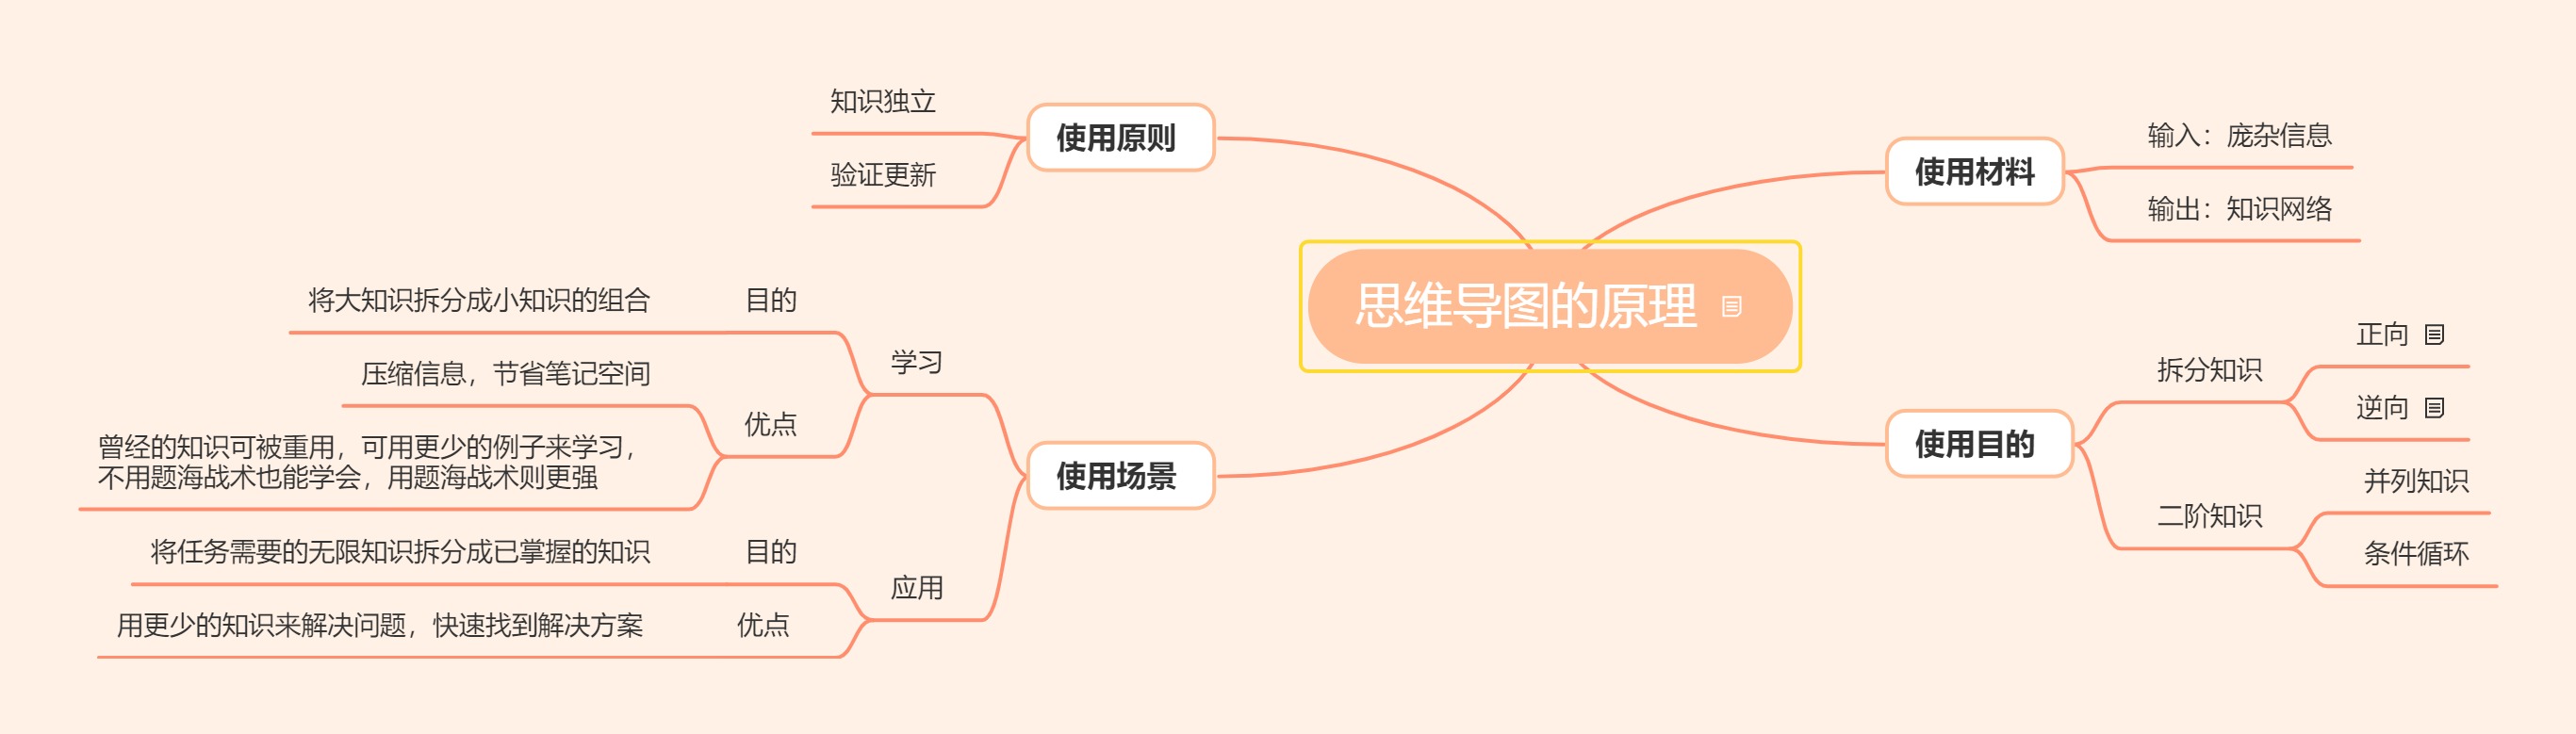 思维导图的原理
使用材料
输入：庞杂信息
输出：知识网络
使用目的
拆分知识
正向
逆向
二阶知识
并列知识
条件循环
使用原则
知识独立
验证更新
使用场景
学习
目的
将大知识拆分成小知识的组合
优点
压缩信息，节省笔记空间
曾经的知识可被重用，可用更少的例子来学习，
不用题海战术也能学会，用题海战术则更强
应用
目的
将任务需要的无限知识拆分成已掌握的知识
优点
用更少的知识来解决问题，快速找到解决方案